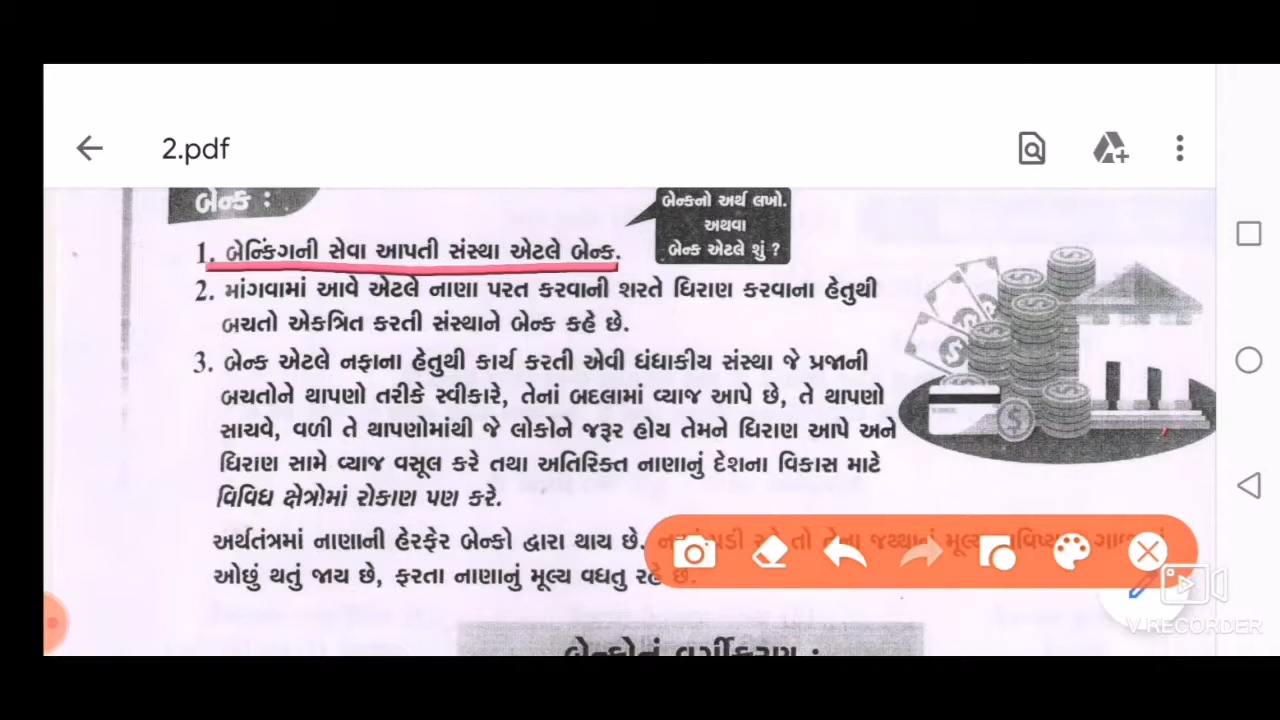 2.pdf
બેન્ક :
બેન્કનો અર્થ લખો.
અથવા
બેન્ક એટલે શું ?
1. બેન્કિંગની સેવા આપતી સંસ્થા એટલે બેન્ક.
2. માંગવામાં આવે એટલે નાણા પરત કરવાની શરતે ધિરાણ કરવાના હેતુથી
બચતો એકત્રિત કરતી સંસ્થાને બેન્ક કહે છે.
3. બેન્ક એટલે નફાના હેતુથી કાર્ય કરતી એવી ધંધાકીય સંસ્થા જે પ્રજાની
બચતોને થાપણો તરીકે સ્વીકારે, તેનાં બદલામાં વ્યાજ આપે છે, તે થાપણો
સાચવે, વળી તે થાપણોમાંથી જે લોકોને જરૂર હોય તેમને ધિરાણ આપે અને
ધિરાણ સામે વ્યાજ વસૂલ કરે તથા અતિરિક્ત નાણાનું દેશના વિકાસ માટે
વિવિધ ક્ષેત્રોમાં રોકાણ પણ કરે.
અર્થતંત્રમાં નાણાની હેરફેર બેન્કો દ્વારા થાય છે. તો તેના જથ્થાનું મૂલ્ય
ઓછું થતું જાય છે, ફરતા નાણાનું મૂલ્ય વધતુ રહે છે.
V RECORDER
બેન્કોનું વર્ગીકરણ :